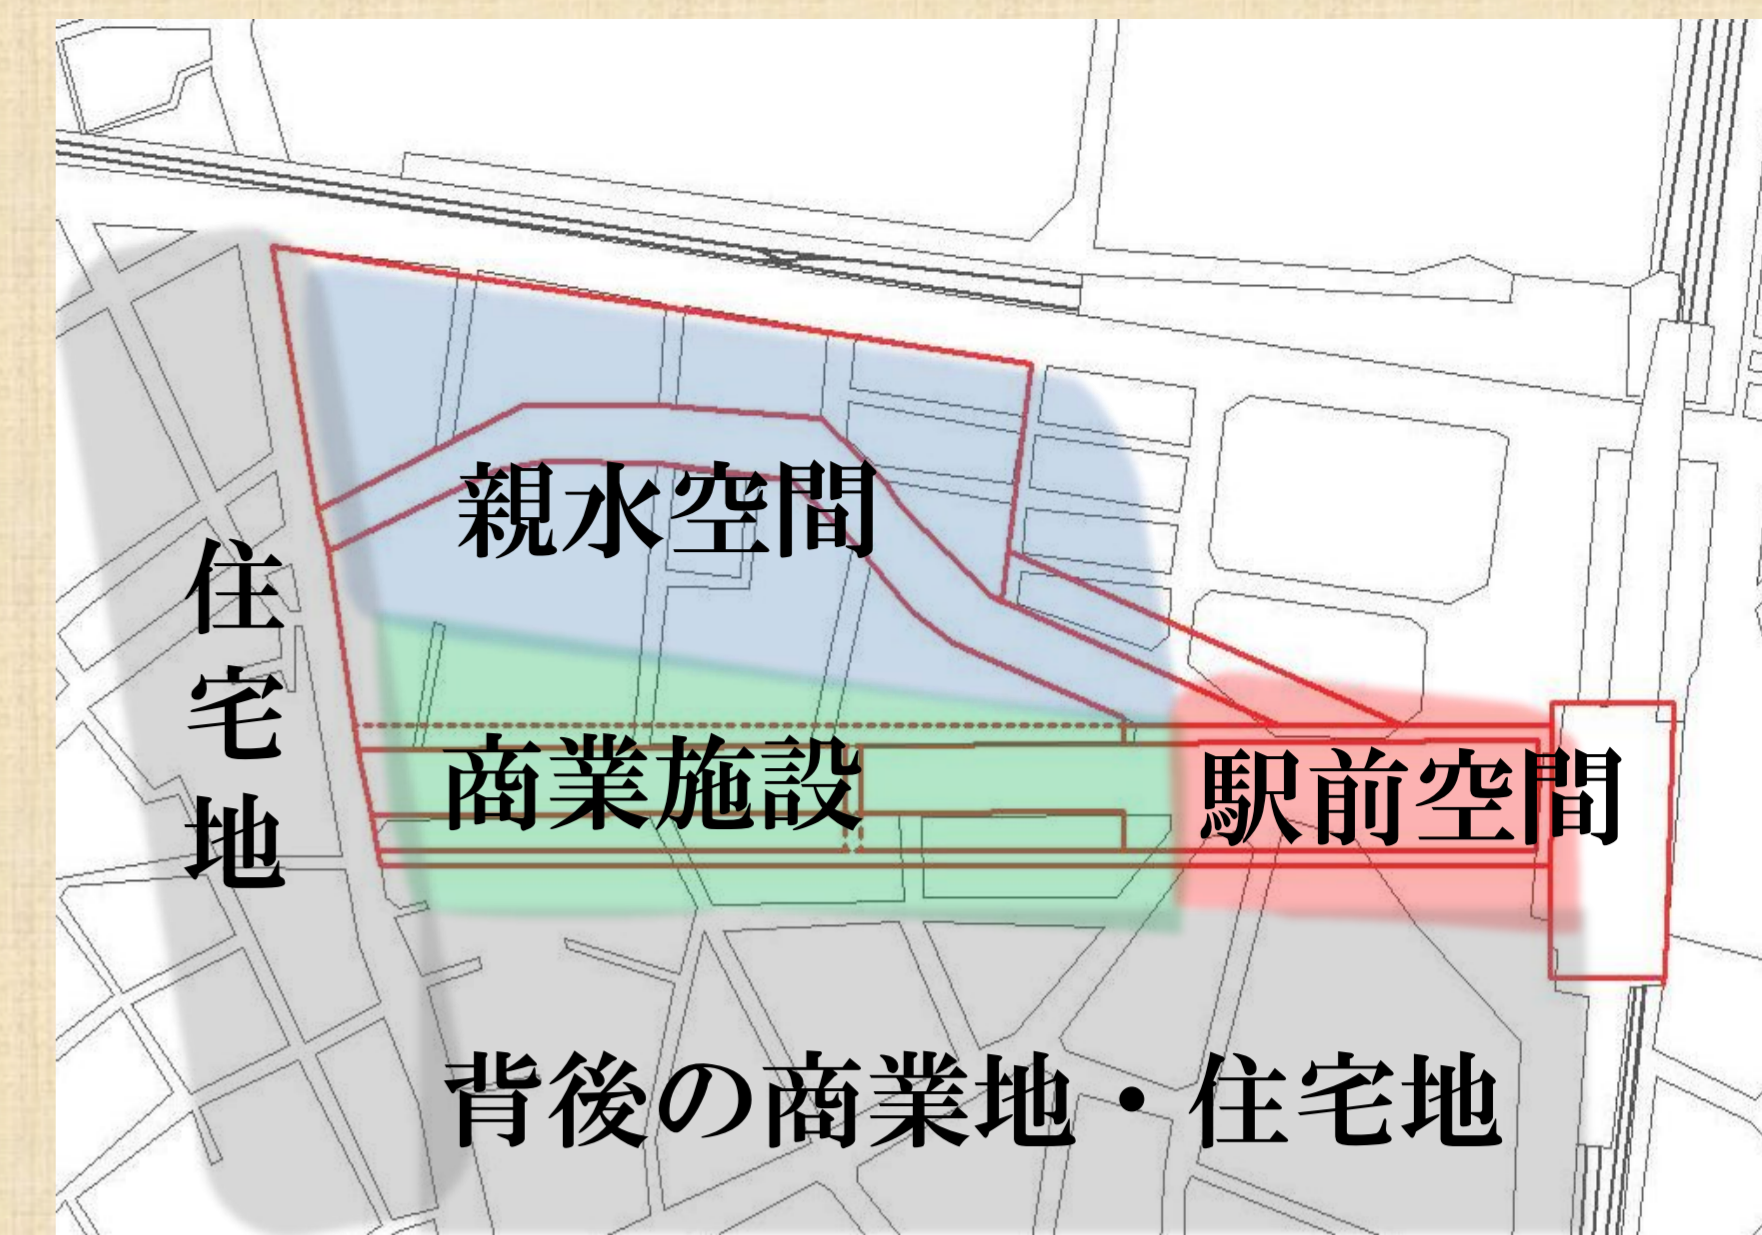 親水空間
住宅地
商業施設
駅前空間
背後の商業地・住宅地